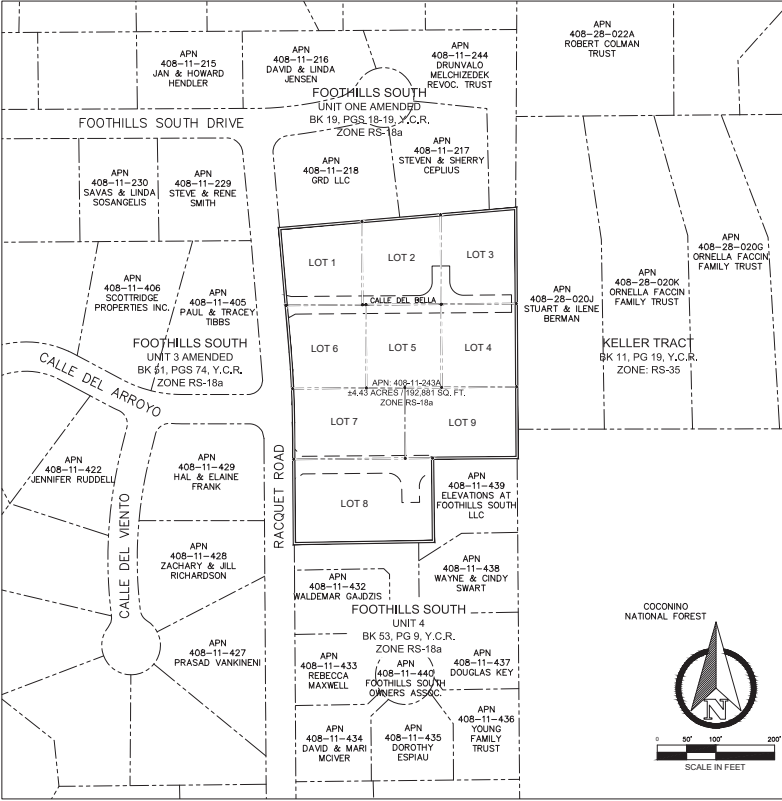 APN
408-28-022A
ROBERT COLMAN
TRUST
APN
408-11-215
JAN & HOWARD
HENDLER
APN
408-11-216
DAVID & LINDA
JENSEN
APN
408-11-244
DRUNVALO
MELCHIZEDEK
REVOC. TRUST
FOOTHILLS SOUTH
UNIT ONE AMENDED
BK 19, PGS 18-19, Y.C.R.
ZONE RS-18a
FOOTHILLS SOUTH DRIVE
APN
408-11-217
STEVEN & SHERRY
CEPLIUS
APN
408-11-218
GRD LLC
APN
408-11-230
SAVAS & LINDA
SOSANGELIS
APN
408-11-229
STEVE & RENE
SMITH
LOT 1
LOT 2
LOT 3
APN
408-28-020G
ORNELLA FACCIN
FAMILY TRUST
APN
408-28-020K
ORNELLA FACCIN
FAMILY TRUST
APN
408-28-020J
STUART & ILENE
BERMAN
APN
408-11-406
SCOTTRIDGE
PROPERTIES INC.
APN
408-11-405
PAUL & TRACEY
TIBBS
CALLE DEL BELLA
FOOTHILLS SOUTH
UNIT 3 AMENDED
BK 51, PGS 74, Y.C.R.
ZONE RS-18a
KELLER TRACT
BK 11, PG 19, Y.C.R.
ZONE: RS-35
LOT 6
LOT 5
LOT 4
CALLE DEL ARROYO
APN: 408-11-243A
±4.43 ACRES / 192,881 SQ. FT.
ZONE RS-18a
LOT 7
LOT 9
APN
408-11-422
JENNIFER RUDDELL
APN
408-11-429
HAL & ELAINE
FRANK
RACQUET ROAD
APN
408-11-439
ELEVATIONS AT
FOOTHILLS SOUTH
LLC
LOT 8
CALLE DEL VIENTO
APN
408-11-428
ZACHARY & JILL
RICHARDSON
APN
408-11-438
WAYNE & CINDY
SWART
APN
408-11-432
WALDEMAR GAJDZIS
FOOTHILLS SOUTH
UNIT 4
BK 53, PG 9, Y.C.R.
ZONE RS-18a
COCONINO
NATIONAL FOREST
APN
408-11-427
PRASAD VANKINENI
APN
408-11-433
REBECCA
MAXWELL
APN
408-11-440
FOOTHILLS SOUTH
OWNERS ASSOC.
APN
408-11-437
DOUGLAS KEY
APN
408-11-434
DAVID & MARI
MCIVER
APN
408-11-435
DOROTHY
ESPIAU
APN
408-11-436
YOUNG
FAMILY
TRUST
N
0 50' 100' 200'
SCALE IN FEET